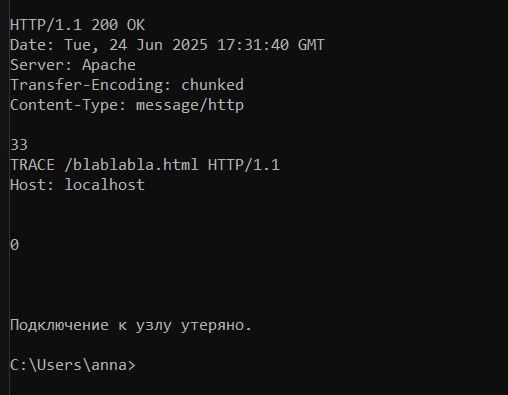 HTTP/1.1 200 OK
Date: Tue, 24 Jun 2025 17:31:40 GMT
Server: Apache
Transfer-Encoding: chunked
Content-Type: message/http
33
TRACE /blablabla.html HTTP/1.1
Host: localhost
0
Подключение к узлу утеряно.
C:\Users\anna>